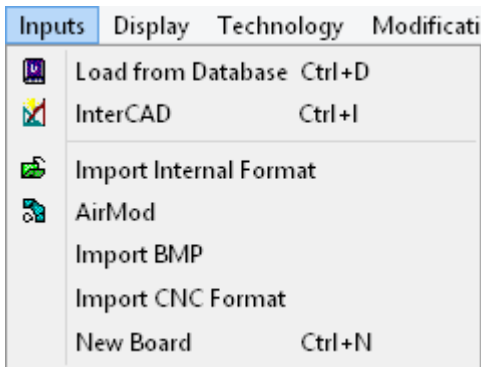 Inputs Display Technology Modificati
Load from Database Ctrl+D
InterCAD Ctrl+I
Import Internal Format
AirMod
Import BMP
Import CNC Format
New Board Ctrl+N